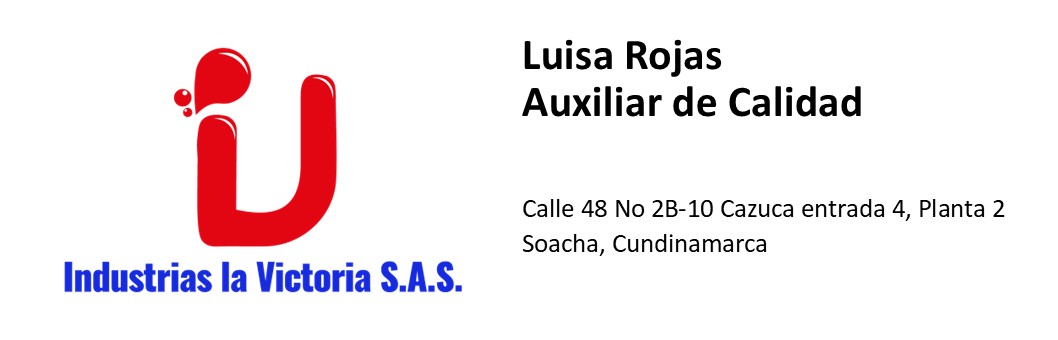 Luisa Rojas
Auxiliar de Calidad
Calle 48 No 2B-10 Cazuca entrada 4, Planta 2
Soacha, Cundinamarca
Industrias la Victoria S.A.S.